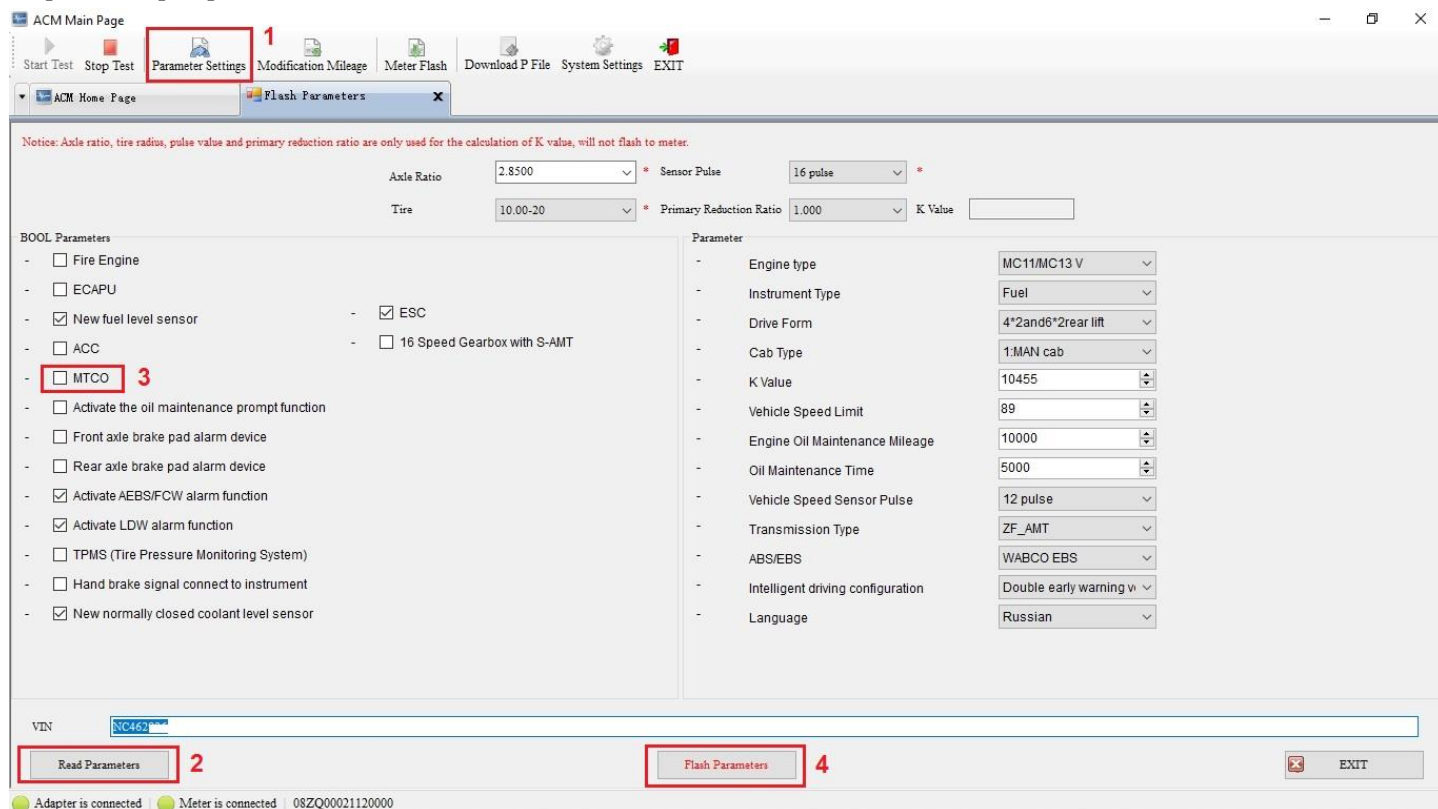 ACM Main Page
1
Start Test Stop Test Parameter Settings Modification Mileage Meter Flash Download P File System Settings EXIT
ACM Home Page Flash Parameters X
Notice: Axle ratio, tire radius, pulse value and primary reduction ratio are only used for the calculation of K value, will not flash to meter.
Axle Ratio 2.8500 * Sensor Pulse 16 pulse *
Tire 10.00-20 * Primary Reduction Ratio 1.000 K Value
BOOL Parameters
- Fire Engine
- ECAPU
- New fuel level sensor
- ACC
- MTCO 3
- Activate the oil maintenance prompt function
- Front axle brake pad alarm device
- Rear axle brake pad alarm device
- Activate AEBS/FCW alarm function
- Activate LDW alarm function
- TPMS (Tire Pressure Monitoring System)
- Hand brake signal connect to instrument
- New normally closed coolant level sensor
- ESC
- 16 Speed Gearbox with S-AMT
Parameter
- Engine type MC11/MC13 V
- Instrument Type Fuel
- Drive Form 4*2and6*2rear lift
- Cab Type 1:MAN cab
- K Value 10455
- Vehicle Speed Limit 89
- Engine Oil Maintenance Mileage 10000
- Oil Maintenance Time 5000
- Vehicle Speed Sensor Pulse 12 pulse
- Transmission Type ZF_AMT
- ABS/EBS WABCO EBS
- Intelligent driving configuration Double early warning
- Language Russian
VIN NC462
Read Parameters 2 Flash Parameters 4 EXIT
Adapter is connected Meter is connected 08ZQ00021120000